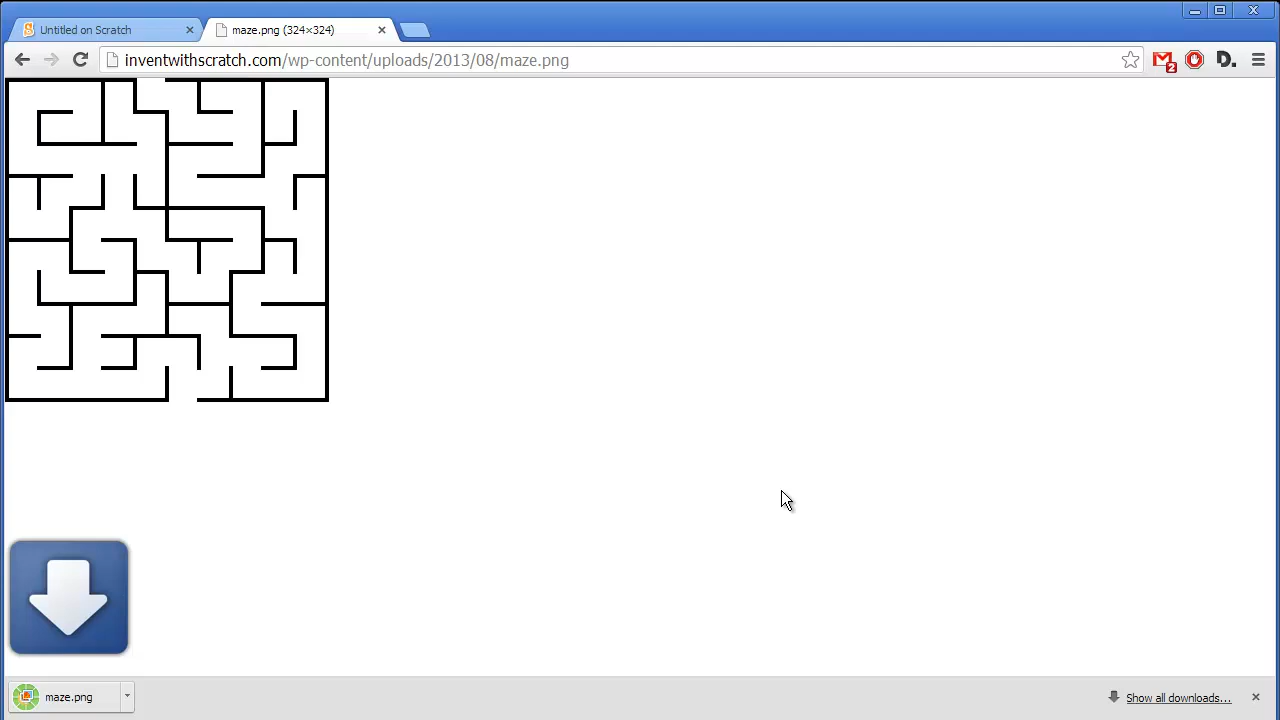 Untitled on Scratch
maze.png (324×324)
inventwithscratch.com/wp-content/uploads/2013/08/maze.png
2
D.
maze.png
Show all downloads...